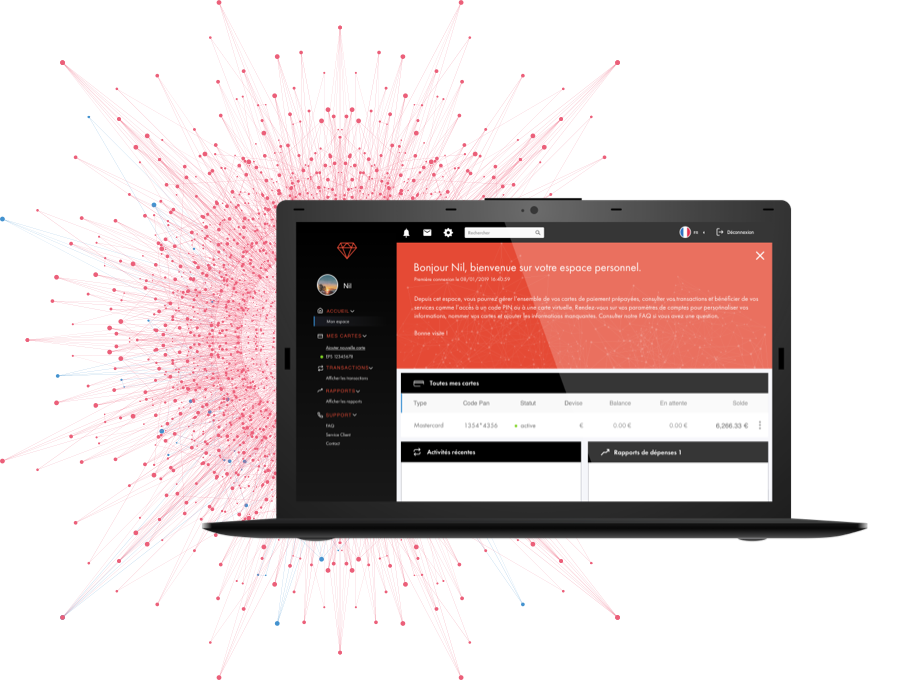 Rechercher
FR
Déconnexion
Nil
ACCUEIL
Mon espace
MES CARTES
Ajouter nouvelle carte
EPS 12345678
TRANSACTIONS
Afficher les transactions
RAPPORTS
Afficher les rapports
SUPPORT
FAQ
Service Client
Contact
Bonjour Nil, bienvenue sur votre espace personnel.
Première connexion le 08/01/2019 16:40:39
Depuis cet espace, vous pourrez gérer l'ensemble de vos cartes de paiement prépayées, consulter vos transactions et bénéficier de vos
services comme l'accès à un code PIN ou à une carte virtuelle. Rendez-vous sur vos paramètres de comptes pour personnaliser vos
informations, nommer vos cartes et ajouter les informations manquantes. Consulter notre FAQ si vous avez une question.
Bonne visite !
Toutes mes cartes
Type Code Pan Statut Devise Balance En attente Solde
Mastercard 1354*4356 active € 0.00 € 0.00 € 6,266.33 €
Activités récentes
Rapports de dépenses 1